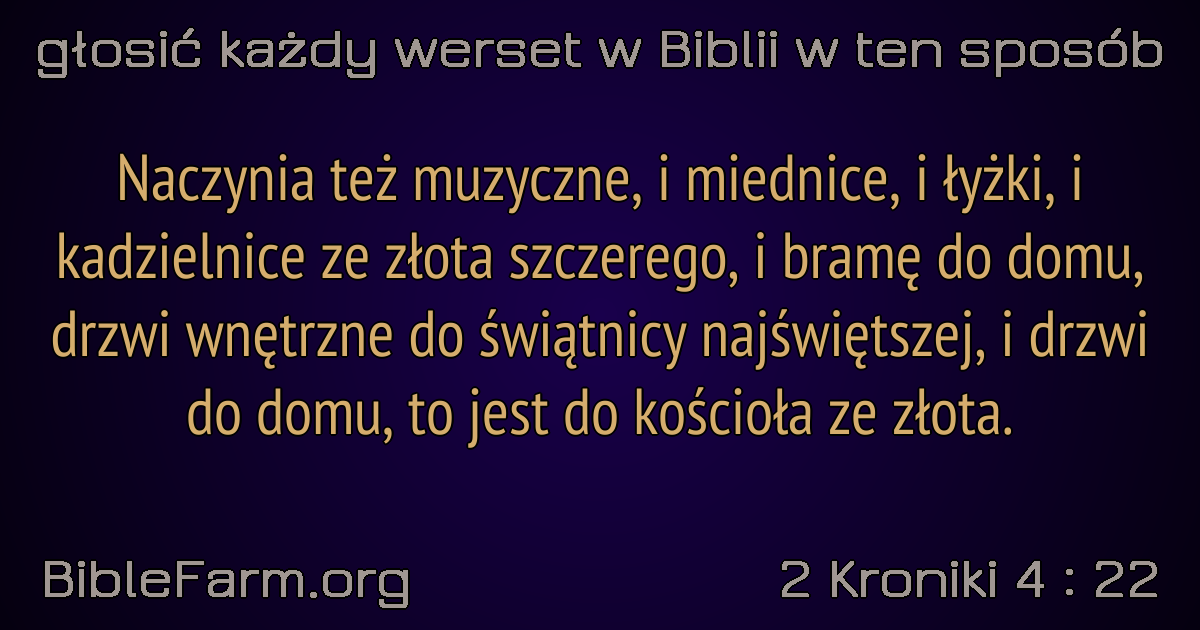 głosić każdy werset w Biblii w ten sposób
Naczynia też muzyczne, i miednice, i łyżki, i
kadzielnice ze złota szczerego, i bramę do domu,
drzwi wnętrzne do świątnicy najświętszej, i drzwi
do domu, to jest do kościoła ze złota.
BibleFarm.org
2 Kroniki 4 : 22